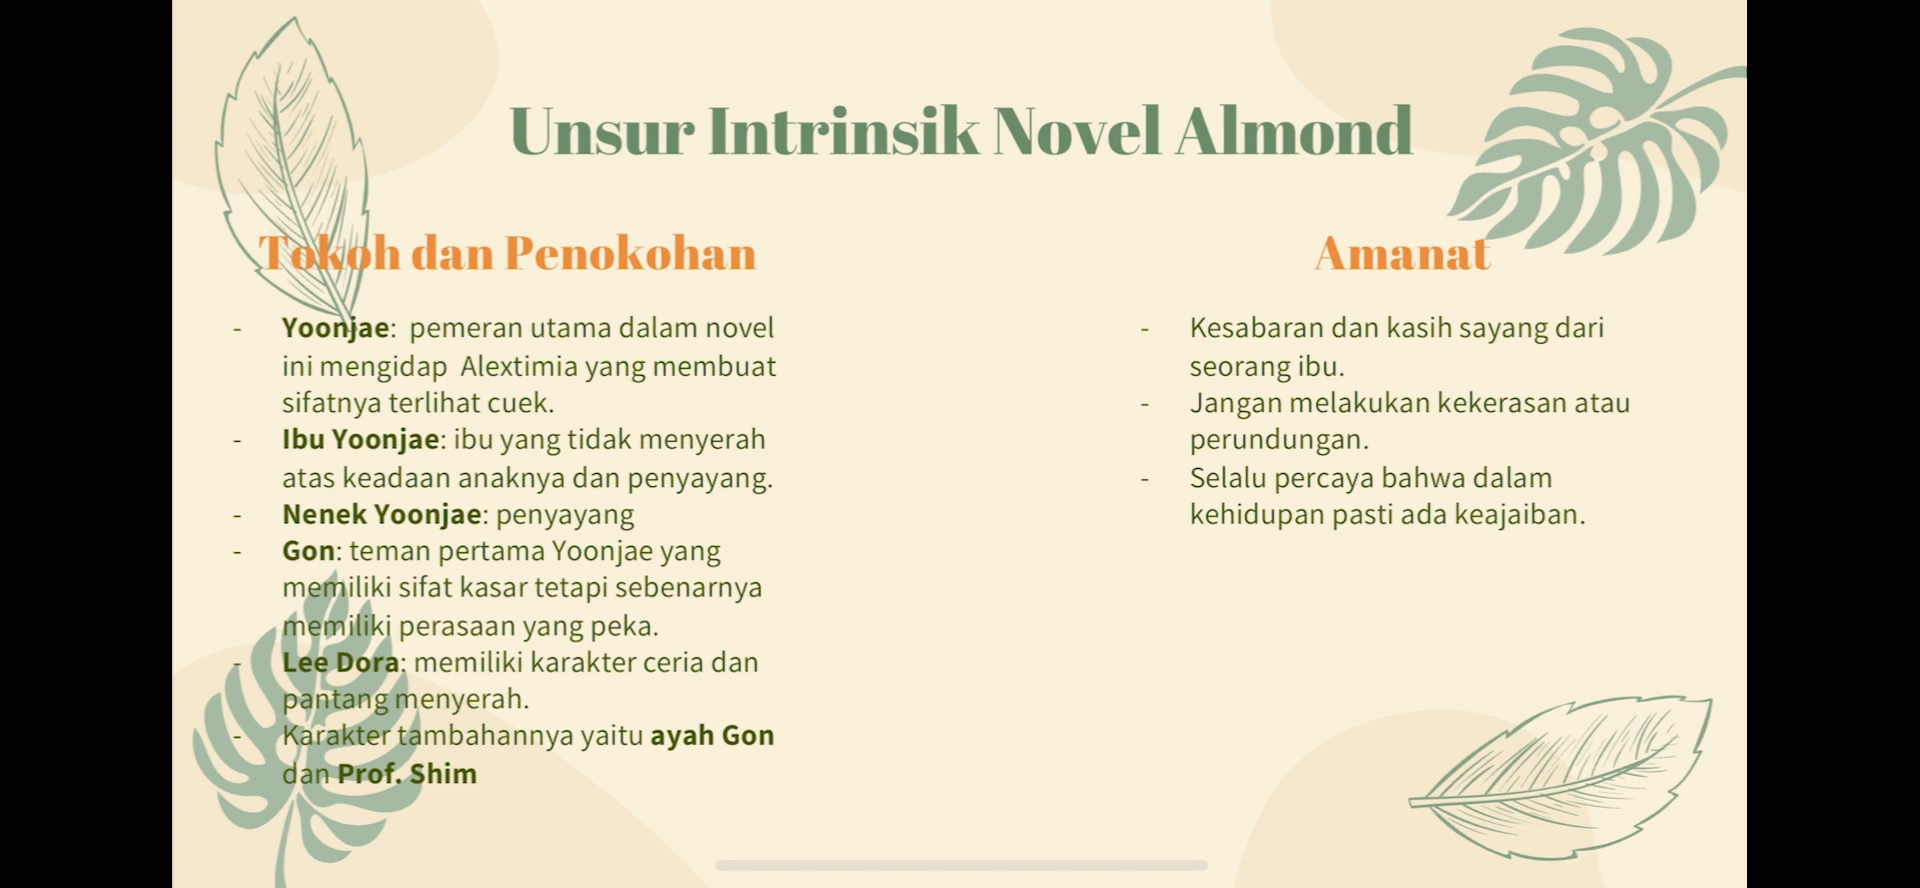 Unsur Intrinsik Novel Almond
Tokoh dan Penokohan
- Yoonjae:  pemeran utama dalam novel
ini mengidap  Alextimia yang membuat
sifatnya terlihat cuek.
- Ibu Yoonjae: ibu yang tidak menyerah
atas keadaan anaknya dan penyayang.
- Nenek Yoonjae: penyayang
- Gon: teman pertama Yoonjae yang
memiliki sifat kasar tetapi sebenarnya
memiliki perasaan yang peka.
- Lee Dora: memiliki karakter ceria dan
pantang menyerah.
- Karakter tambahannya yaitu ayah Gon
dan Prof. Shim
Amanat
- Kesabaran dan kasih sayang dari
seorang ibu.
- Jangan melakukan kekerasan atau
perundungan.
- Selalu percaya bahwa dalam
kehidupan pasti ada keajaiban.